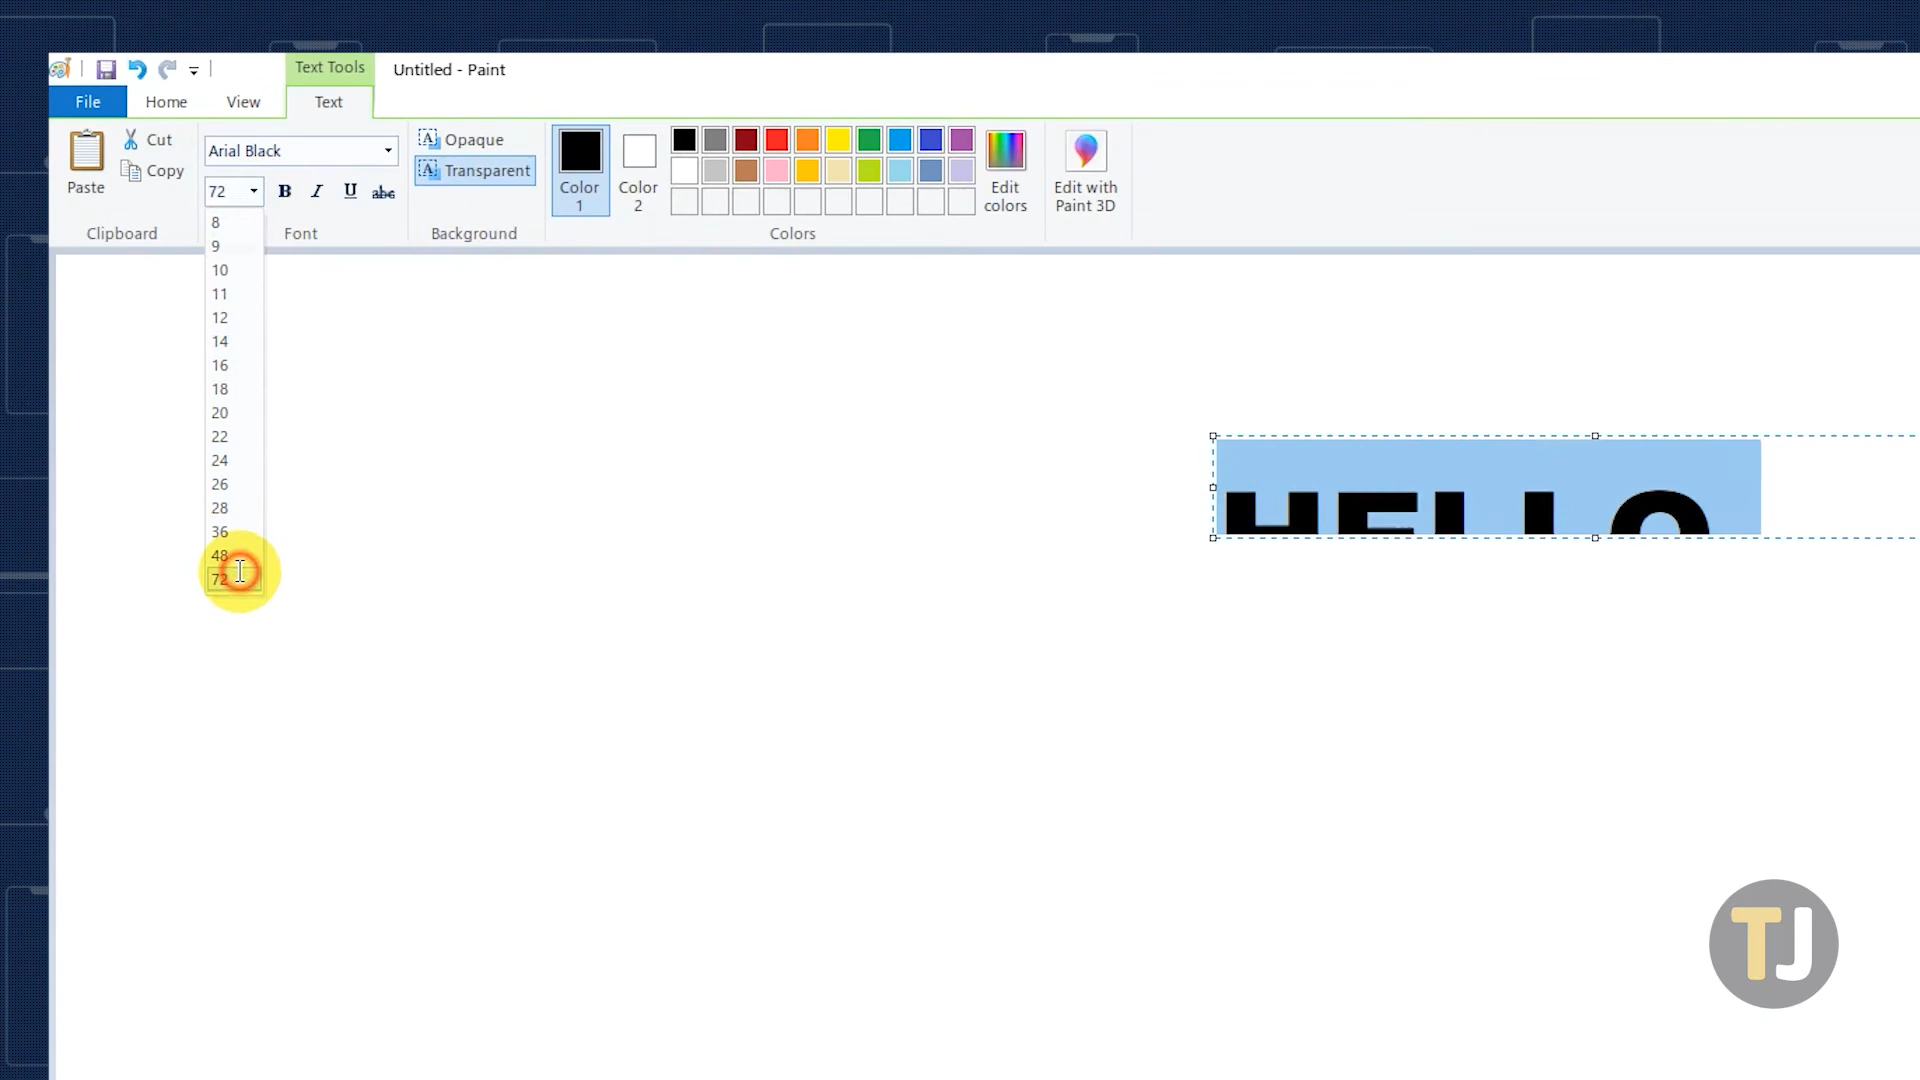 Text Tools
Untitled - Paint
File
Home
View
Text
Paste
Cut
Copy
Clipboard
Arial Black
72
B
I
U
abc
Font
8
9
10
11
12
14
16
18
20
22
24
26
28
36
48
72
Opaque
Transparent
Background
Color
1
Color
2
Edit
colors
Colors
Edit with
Paint 3D
HELLO
TJ